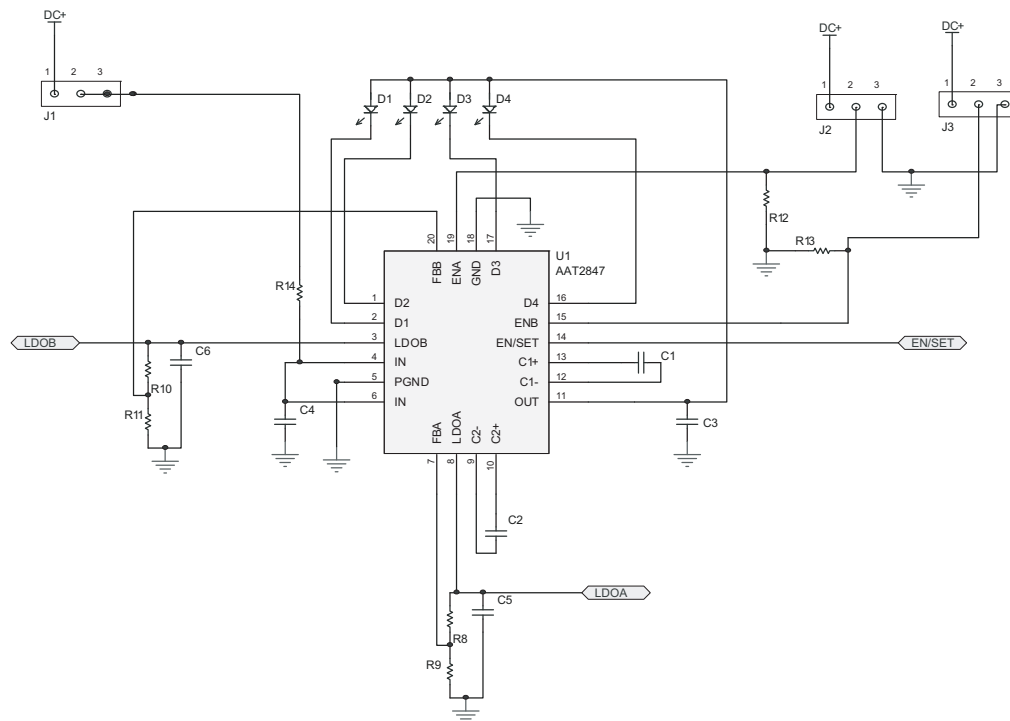 DC+
1 2 3
J1
DC+
1 2 3
J2
DC+
1 2 3
J3
D1 D2 D3 D4
R12
R13
20 19 18 17
U1
AAT2847
FBB ENA GND D3
R14
1 D2
2 D1
3 LDOB
4 IN
5 PGND
6 IN
D4 16
ENB 15
EN/SET 14
C1+ 13
C1- 12
OUT 11
LDOB
C6
R10
R11
C4
EN/SET
C1
C3
FBA LDOA C2- C2+
7 8 9 10
C2
C5
LDOA
R8
R9